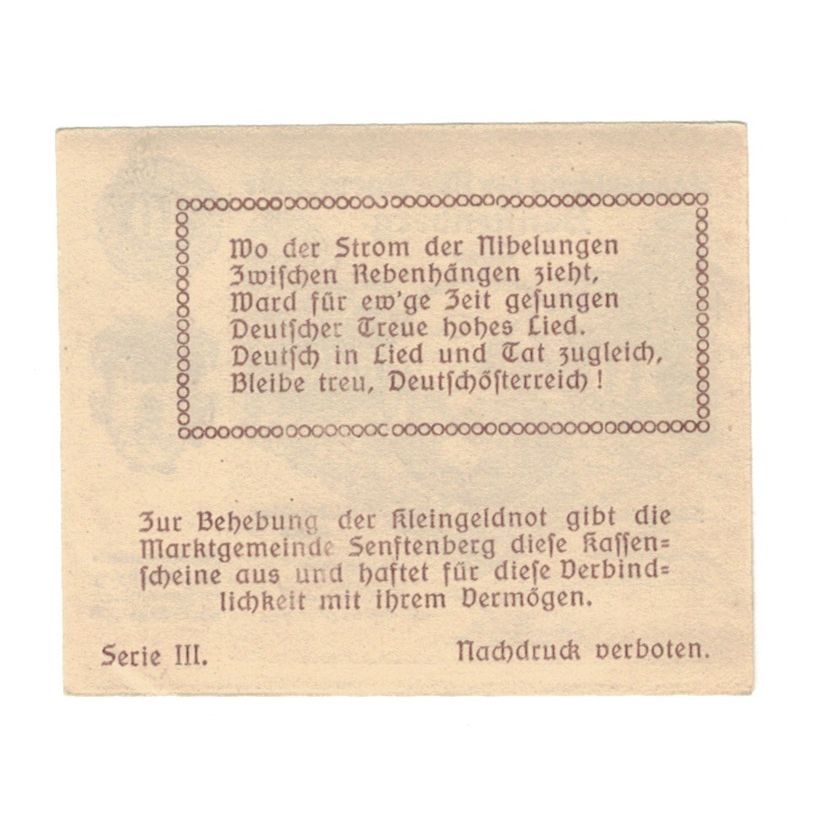 Wo der Strom der Nibelungen
Zwischen Rebenhängen zieht,
Ward für ew'ge Zeit gesungen
Deutscher Treue hohes Lied.
Deutsch in Lied und Tat zugleich,
Bleibe treu, Deutschösterreich!
Zur Behebung der Kleingeldnot gibt die
Marktgemeinde Senftenberg diese Kassen=
scheine aus und haftet für diese Verbind=
lichkeit mit ihrem Vermögen.
Serie III. Nachdruck verboten.